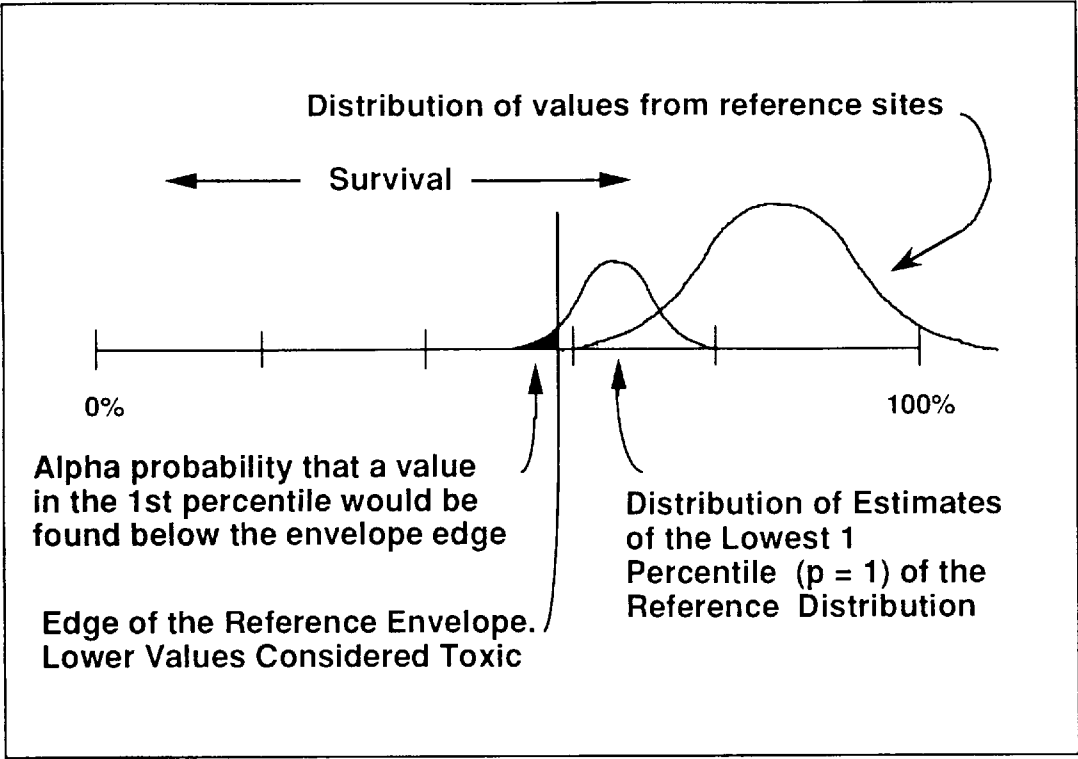 Distribution of values from reference sites
Survival
0%
100%
Alpha probability that a value
in the 1st percentile would be
found below the envelope edge
Distribution of Estimates
of the Lowest 1
Percentile (p = 1) of the
Reference Distribution
Edge of the Reference Envelope.
Lower Values Considered Toxic